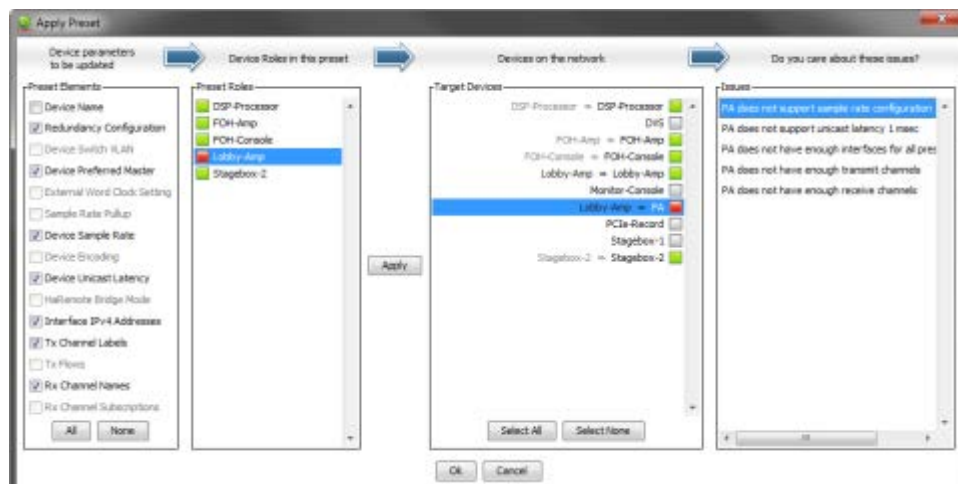 Apply Preset
Device parameters
to be updated
Device Roles in this preset
Devices on the network
Do you care about these issues?
Preset Elements
Device Name
Redundancy Configuration
Device Switch VLAN
Device Preferred Master
External Word Clock Setting
Sample Rate Pullup
Device Sample Rate
Device Encoding
Device Unicast Latency
HaRemote Bridge Mode
Interface IPv4 Addresses
Tx Channel Labels
Tx Flows
Rx Channel Names
Rx Channel Subscriptions
All None
Preset Roles
DSP-Processor
FOH-Amp
FOH-Console
Lobby-Amp
Stagebox-2
Apply
Target Devices
DSP-Processor ⇒ DSP-Processor
DVS
FOH-Amp ⇒ FOH-Amp
FOH-Console ⇒ FOH-Console
Lobby-Amp ⇒ Lobby-Amp
Monitor-Console
Lobby-Amp ⇒ PA
PCIe-Record
Stagebox-1
Stagebox-2 ⇒ Stagebox-2
Select All Select None
Issues
PA does not support sample rate configuration
PA does not support unicast latency 1 msec
PA does not have enough interfaces for all pres
PA does not have enough transmit channels
PA does not have enough receive channels
Ok Cancel